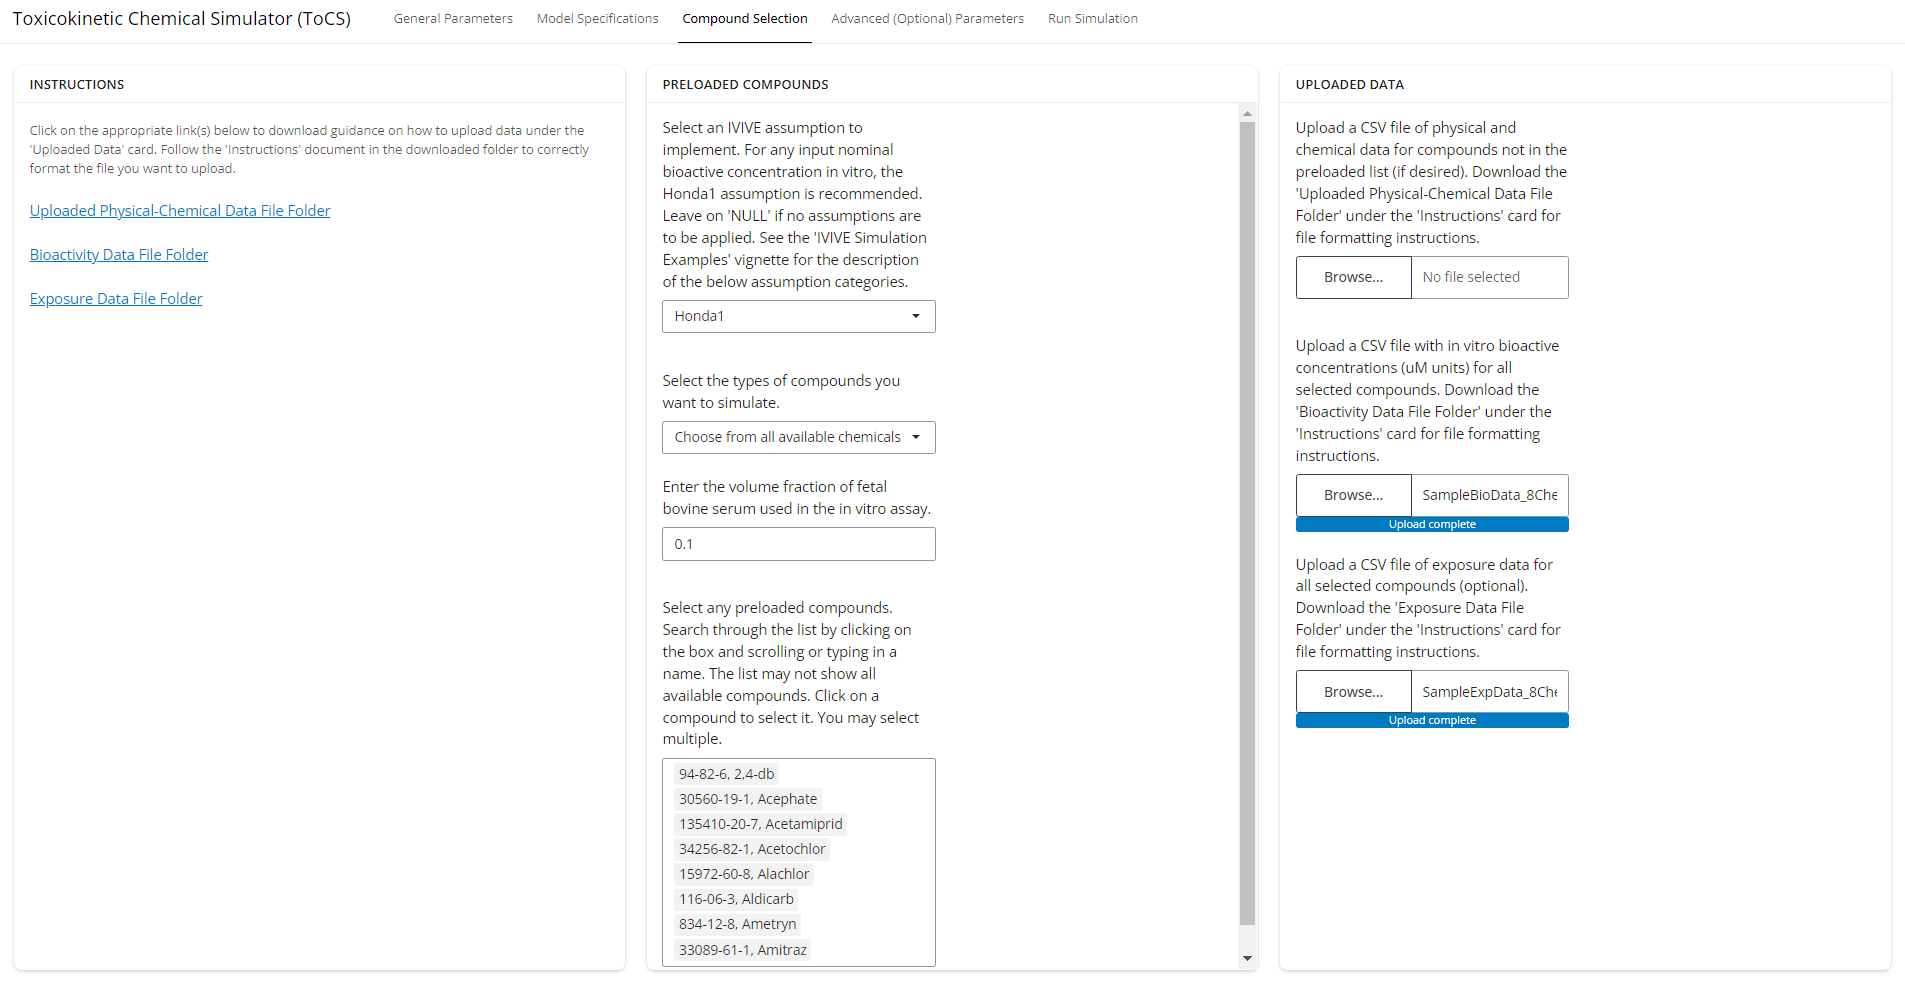 Toxicokinetic Chemical Simulator (ToCS)
General Parameters
Model Specifications
Compound Selection
Advanced (Optional) Parameters
Run Simulation
INSTRUCTIONS
Click on the appropriate link(s) below to download guidance on how to upload data under the
'Uploaded Data' card. Follow the 'Instructions' document in the downloaded folder to correctly
format the file you want to upload.
Uploaded Physical-Chemical Data File Folder
Bioactivity Data File Folder
Exposure Data File Folder
PRELOADED COMPOUNDS
Select an IVIVE assumption to
implement. For any input nominal
bioactive concentration in vitro, the
Honda1 assumption is recommended.
Leave on 'NULL' if no assumptions are
to be applied. See the 'IVIVE Simulation
Examples' vignette for the description
of the below assumption categories.
Honda1
Select the types of compounds you
want to simulate.
Choose from all available chemicals
Enter the volume fraction of fetal
bovine serum used in the in vitro assay.
0.1
Select any preloaded compounds.
Search through the list by clicking on
the box and scrolling or typing in a
name. The list may not show all
available compounds. Click on a
compound to select it. You may select
multiple.
94-82-6, 2,4-db
30560-19-1, Acephate
135410-20-7, Acetamiprid
34256-82-1, Acetochlor
15972-60-8, Alachlor
116-06-3, Aldicarb
834-12-8, Ametryn
33089-61-1, Amitraz
UPLOADED DATA
Upload a CSV file of physical and
chemical data for compounds not in the
preloaded list (if desired). Download the
'Uploaded Physical-Chemical Data File
Folder' under the 'Instructions' card for
file formatting instructions.
Browse...
No file selected
Upload a CSV file with in vitro bioactive
concentrations (uM units) for all
selected compounds. Download the
'Bioactivity Data File Folder' under the
'Instructions' card for file formatting
instructions.
Browse...
SampleBioData_8Che
Upload complete
Upload a CSV file of exposure data for
all selected compounds (optional).
Download the 'Exposure Data File
Folder' under the 'Instructions' card for
file formatting instructions.
Browse...
SampleExpData_8Che
Upload complete